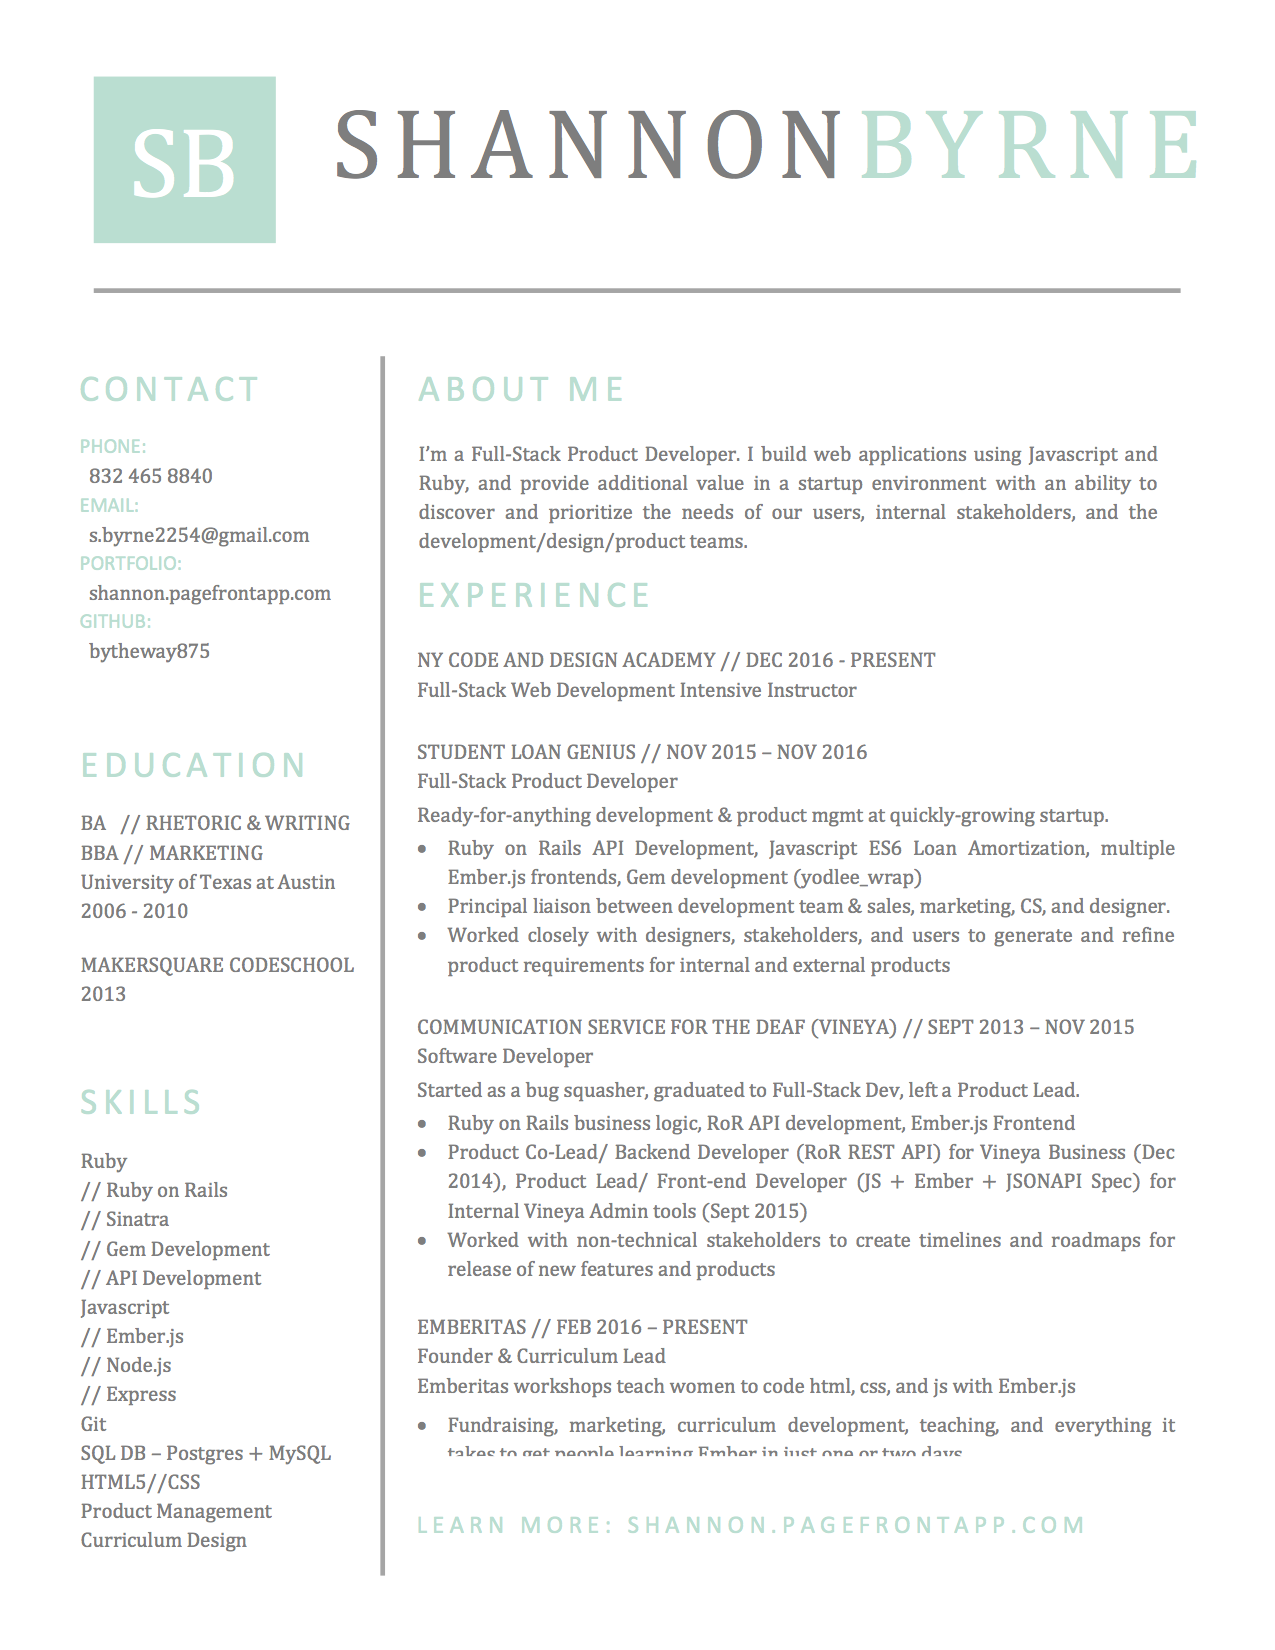 SB
SHANNONBYRNE
CONTACT
PHONE:
832 465 8840
EMAIL:
s.byrne2254@gmail.com
PORTFOLIO:
shannon.pagefrontapp.com
GITHUB:
bytheway875
EDUCATION
BA // RHETORIC & WRITING
BBA // MARKETING
University of Texas at Austin
2006 - 2010
MAKERSQUARE CODESCHOOL
2013
SKILLS
Ruby
// Ruby on Rails
// Sinatra
// Gem Development
// API Development
Javascript
// Ember.js
// Node.js
// Express
Git
SQL DB – Postgres + MySQL
HTML5//CSS
Product Management
Curriculum Design
ABOUT ME
I’m a Full-Stack Product Developer. I build web applications using Javascript and
Ruby, and provide additional value in a startup environment with an ability to
discover and prioritize the needs of our users, internal stakeholders, and the
development/design/product teams.
EXPERIENCE
NY CODE AND DESIGN ACADEMY // DEC 2016 - PRESENT
Full-Stack Web Development Intensive Instructor
STUDENT LOAN GENIUS // NOV 2015 – NOV 2016
Full-Stack Product Developer
Ready-for-anything development & product mgmt at quickly-growing startup.
• Ruby on Rails API Development, Javascript ES6 Loan Amortization, multiple
Ember.js frontends, Gem development (yodlee_wrap)
• Principal liaison between development team & sales, marketing, CS, and designer.
• Worked closely with designers, stakeholders, and users to generate and refine
product requirements for internal and external products
COMMUNICATION SERVICE FOR THE DEAF (VINEYA) // SEPT 2013 – NOV 2015
Software Developer
Started as a bug squasher, graduated to Full-Stack Dev, left a Product Lead.
• Ruby on Rails business logic, RoR API development, Ember.js Frontend
• Product Co-Lead/ Backend Developer (RoR REST API) for Vineya Business (Dec
2014), Product Lead/ Front-end Developer (JS + Ember + JSONAPI Spec) for
Internal Vineya Admin tools (Sept 2015)
• Worked with non-technical stakeholders to create timelines and roadmaps for
release of new features and products
EMBERITAS // FEB 2016 – PRESENT
Founder & Curriculum Lead
Emberitas workshops teach women to code html, css, and js with Ember.js
• Fundraising, marketing, curriculum development, teaching, and everything it
takes to get people learning Ember in just one or two days
LEARN MORE: SHANNON.PAGEFRONTAPP.COM